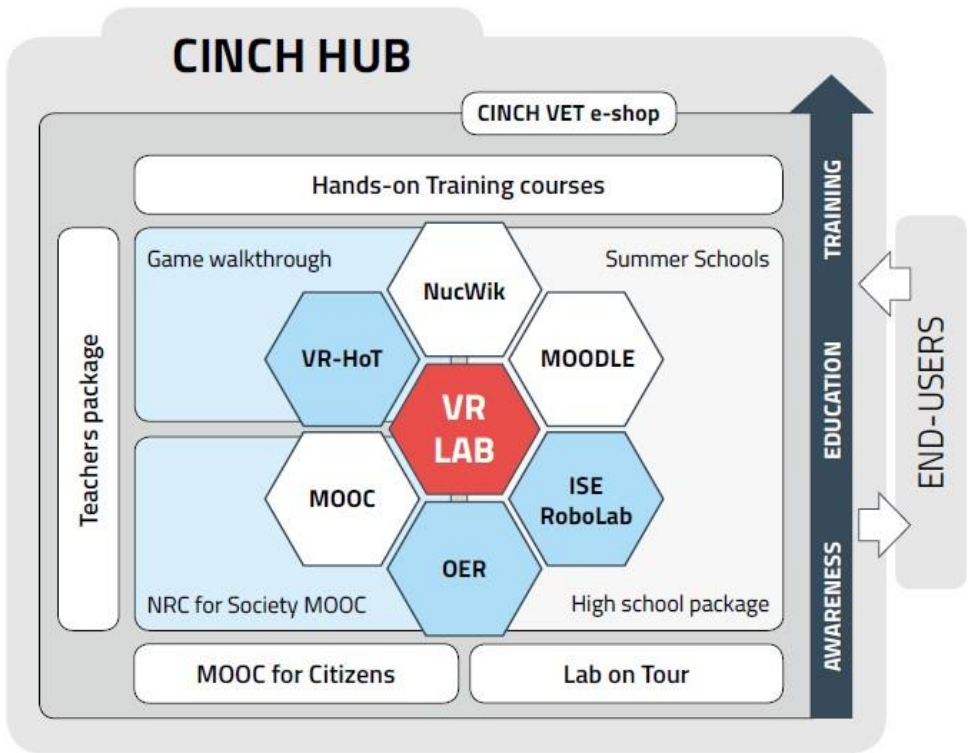 CINCH HUB
CINCH VET e-shop
Hands-on Training courses
Teachers package
Game walkthrough
Summer Schools
NucWik
VR-HoT
MOODLE
VR
LAB
MOOC
ISE
RoboLab
OER
NRC for Society MOOC
High school package
MOOC for Citizens
Lab on Tour
TRAINING
EDUCATION
AWARENESS
END-USERS